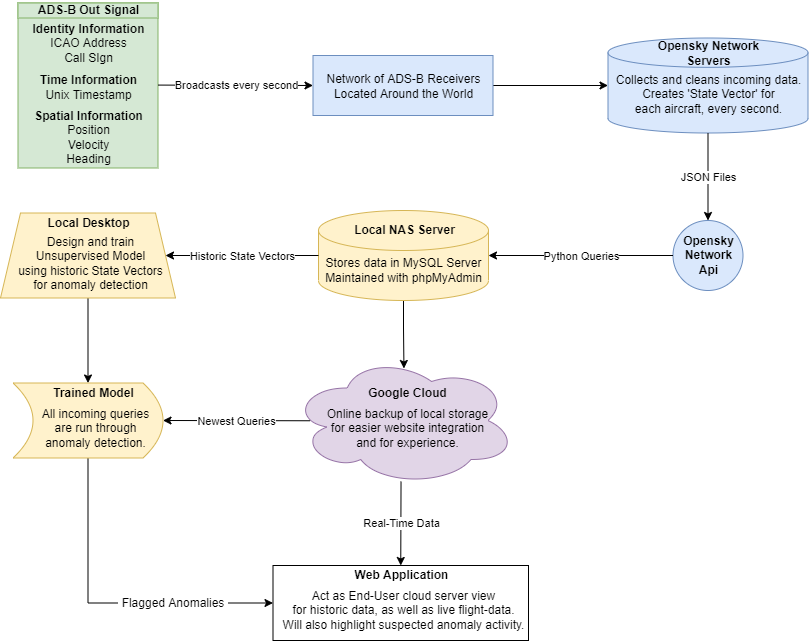 ADS-B Out Signal
Identity Information
ICAO Address
Call SIgn
Time Information
Unix Timestamp
Spatial Information
Position
Velocity
Heading
Broadcasts every second
Network of ADS-B Receivers
Located Around the World
Opensky Network
Servers
Collects and cleans incoming data.
Creates 'State Vector' for
each aircraft, every second.
JSON Files
Opensky
Network
Api
Python Queries
Local NAS Server
Stores data in MySQL Server
Maintained with phpMyAdmin
Historic State Vectors
Local Desktop
Design and train
Unsupervised Model
using historic State Vectors
for anomaly detection
Trained Model
All incoming queries
are run through
anomaly detection.
Newest Queries
Google Cloud
Online backup of local storage
for easier website integration
and for experience.
Real-Time Data
Flagged Anomalies
Web Application
Act as End-User cloud server view
for historic data, as well as live flight-data.
Will also highlight suspected anomaly activity.